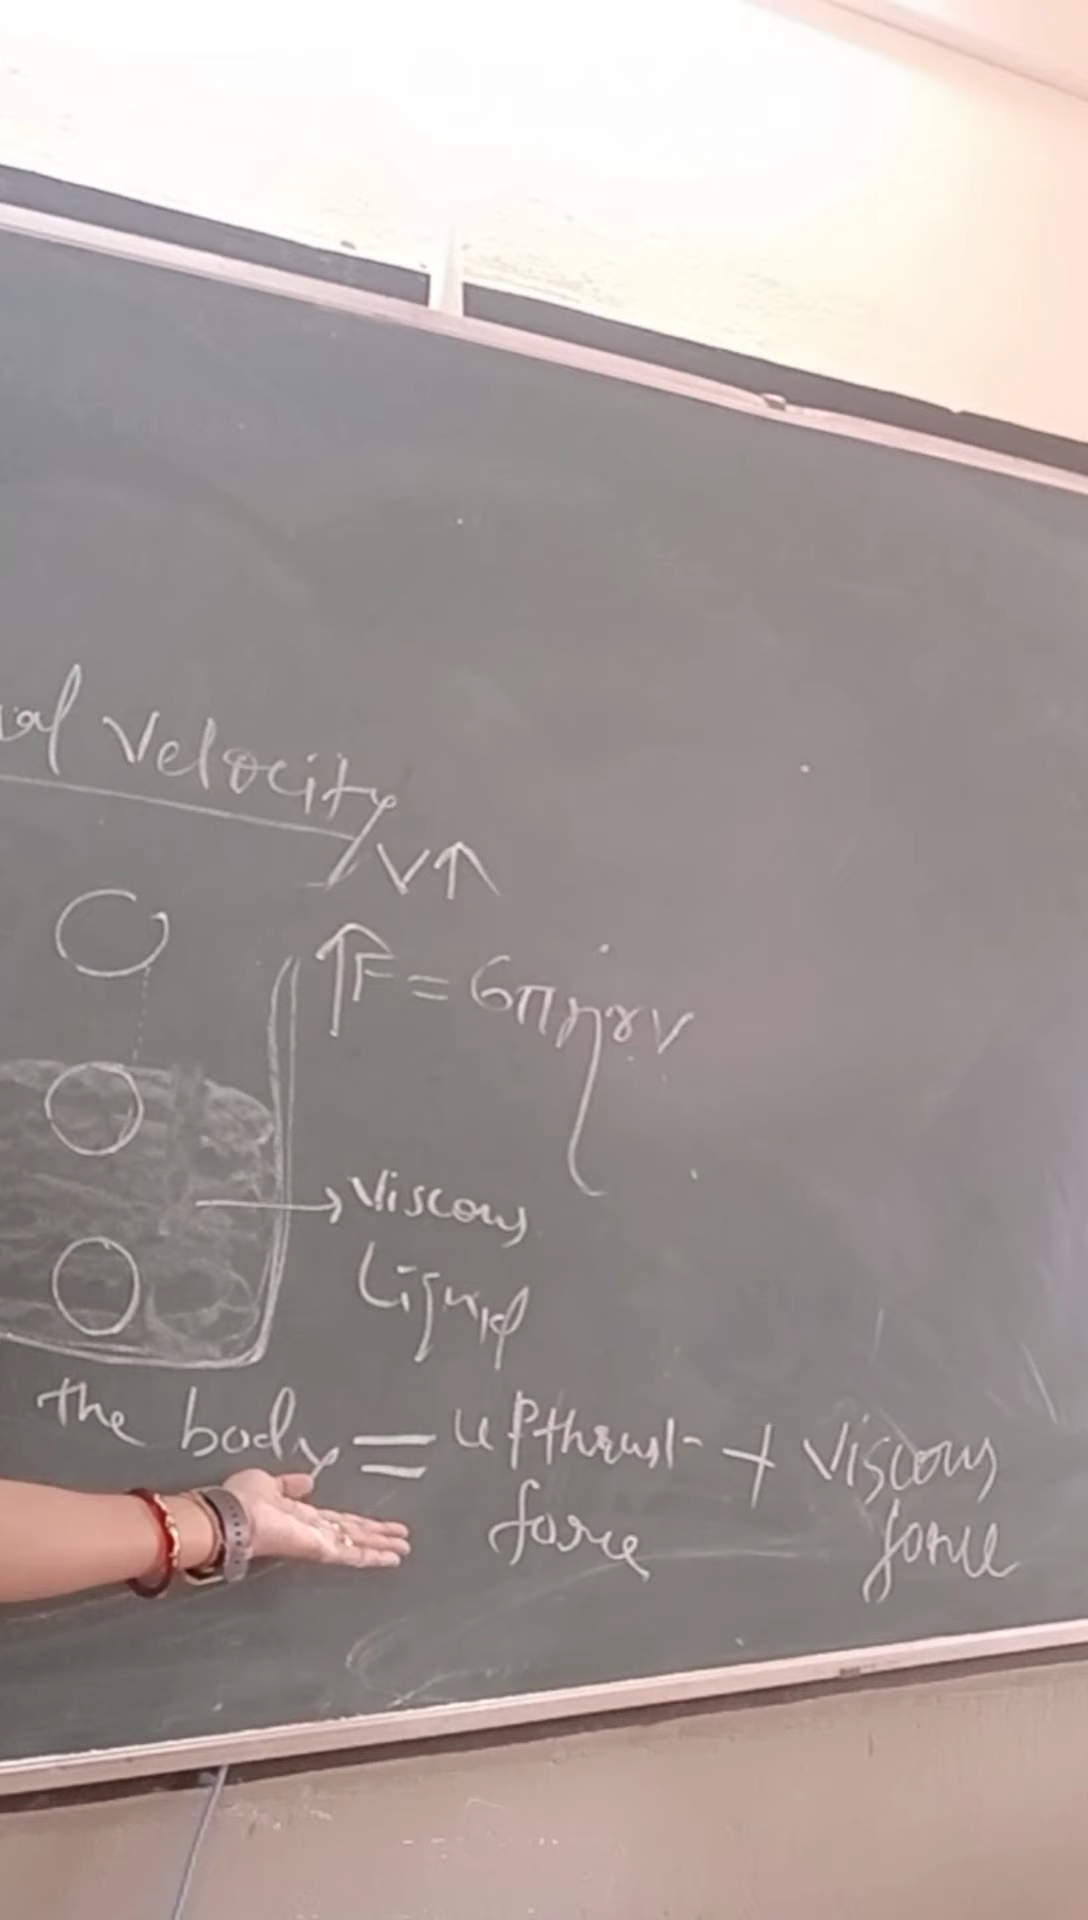 al Velocity
V↑
↑F = 6πηrv
→ Viscous
Liquid
the body = upthrust + Viscous
force force